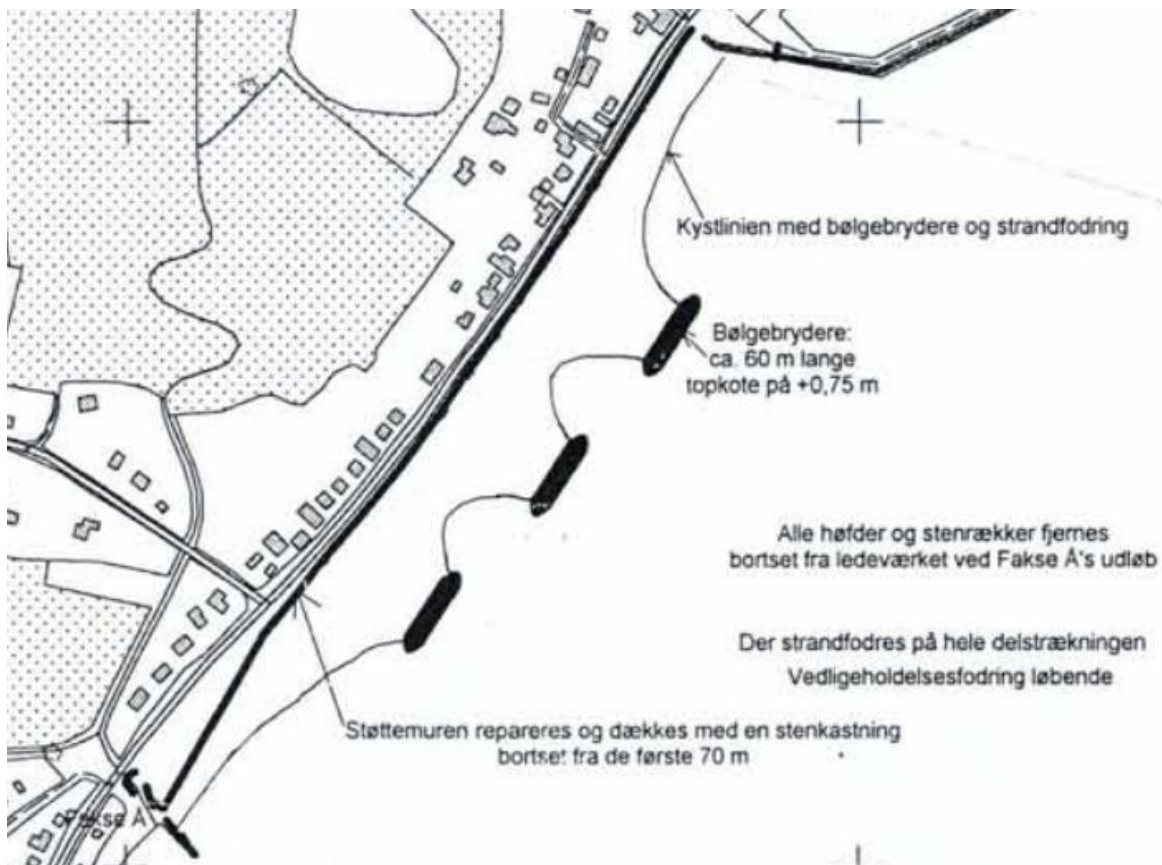 Kystlinien med bølgebrydere og strandfodring
Bølgebrydere:
ca. 60 m lange
topkote på +0,75 m
Alle høfder og stenrækker fjernes
bortset fra ledeværket ved Fakse Å's udløb
Der strandfodres på hele delstrækningen
Vedligeholdelsesfodring løbende
Støttemuren repareres og dækkes med en stenkastning
bortset fra de første 70 m
Fakse Å